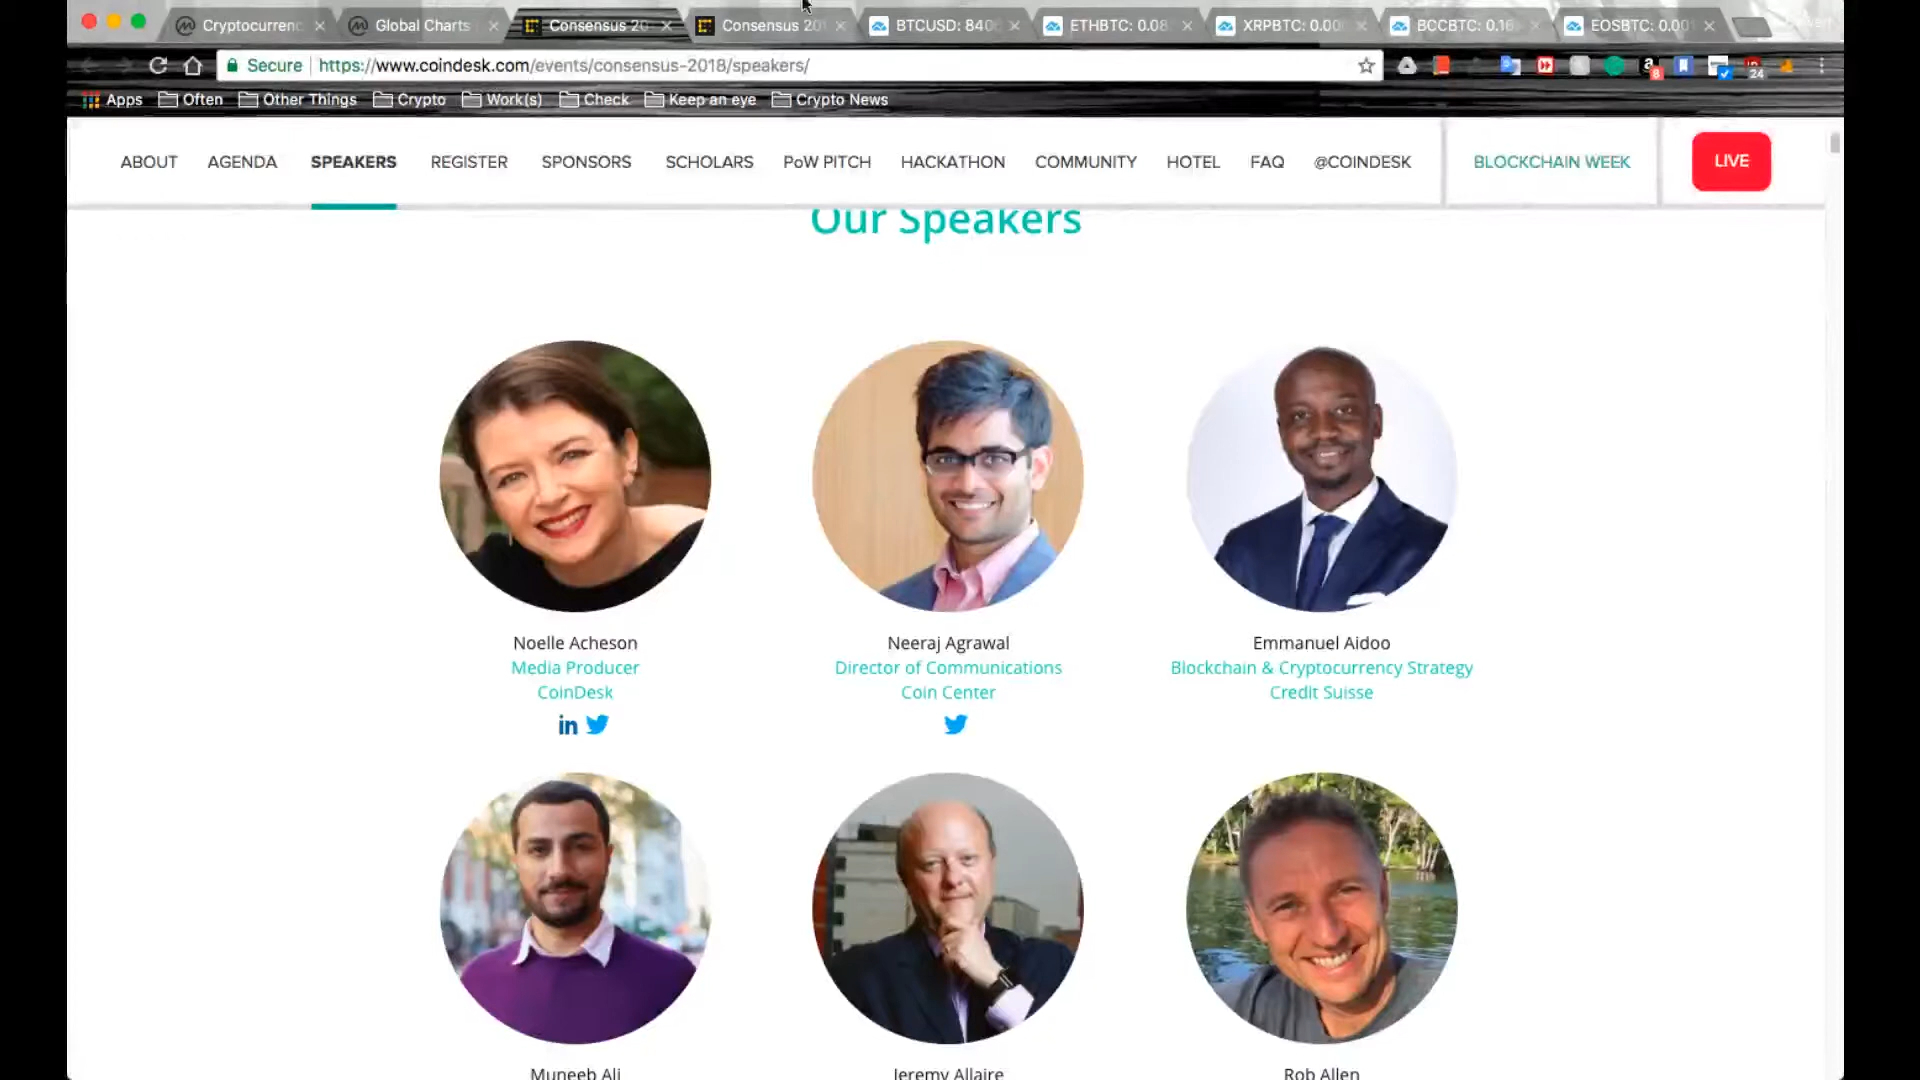 Cryptocurrenc
Global Charts
Consensus 20
Consensus 201
BTCUSD: 840
ETHBTC: 0.08
XRPBTC: 0.00
BCCBTC: 0.16
EOSBTC: 0.001
Secure
https://www.coindesk.com/events/consensus-2018/speakers/
8
24
Apps
Often
Other Things
Crypto
Work(s)
Check
Keep an eye
Crypto News
ABOUT
AGENDA
SPEAKERS
REGISTER
SPONSORS
SCHOLARS
PoW PITCH
HACKATHON
COMMUNITY
HOTEL
FAQ
@COINDESK
BLOCKCHAIN WEEK
LIVE
Our Speakers
Noelle Acheson
Media Producer
CoinDesk
Neeraj Agrawal
Director of Communications
Coin Center
Emmanuel Aidoo
Blockchain & Cryptocurrency Strategy
Credit Suisse
Muneeb Ali
Jeremy Allaire
Rob Allen